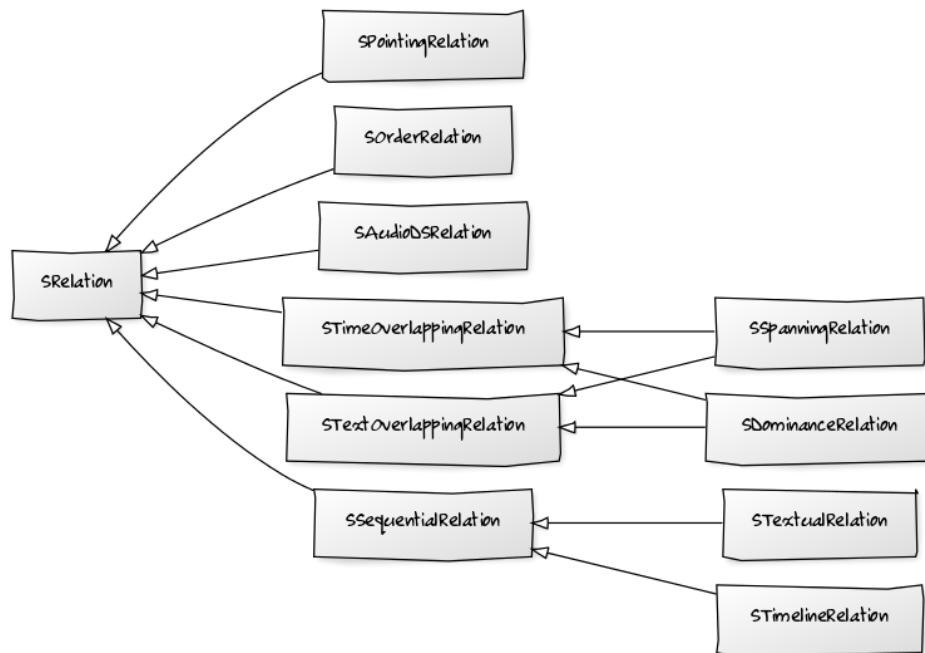 SPointingRelation
SOrderRelation
SAudioDSRelation
SRelation
STimeOverlappingRelation
SSpanningRelation
STextOverlappingRelation
SDominanceRelation
SSequentialRelation
STextualRelation
STimelineRelation